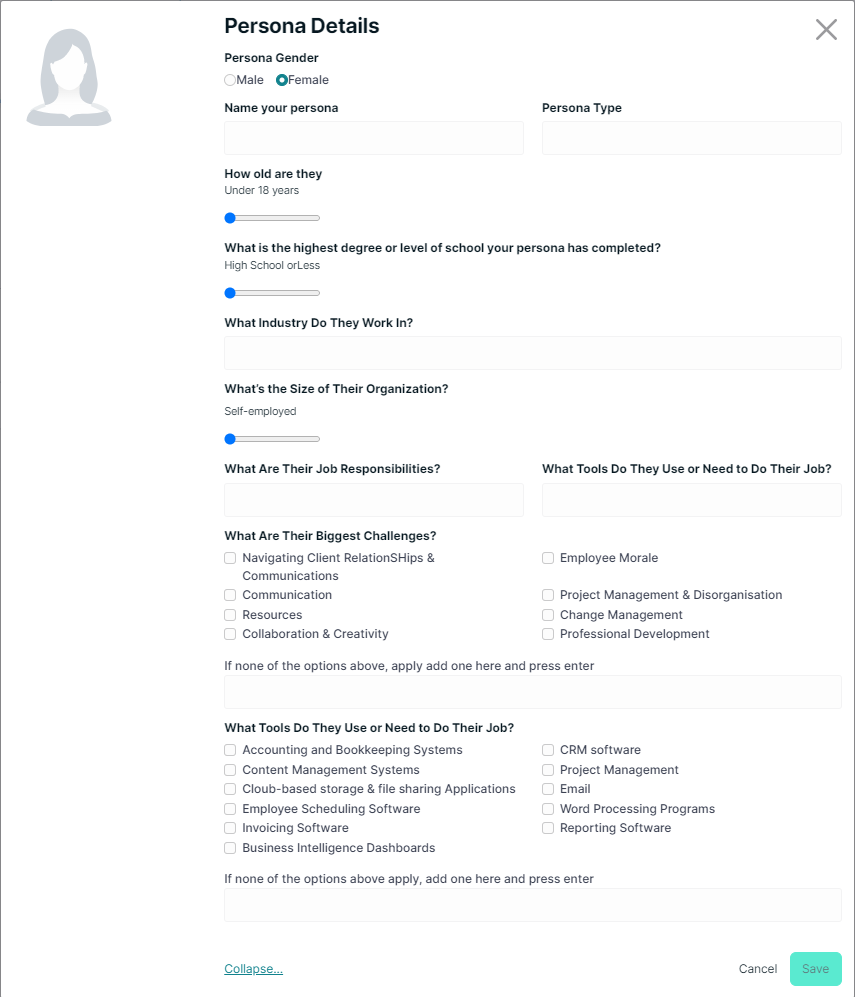 Persona Details
Persona Gender
Male Female
Name your persona Persona Type
How old are they
Under 18 years
What is the highest degree or level of school your persona has completed?
High School orLess
What Industry Do They Work In?
What's the Size of Their Organization?
Self-employed
What Are Their Job Responsibilities? What Tools Do They Use or Need to Do Their Job?
What Are Their Biggest Challenges?
Navigating Client RelationSHips & Employee Morale
Communications
Communication Project Management & Disorganisation
Resources Change Management
Collaboration & Creativity Professional Development
If none of the options above, apply add one here and press enter
What Tools Do They Use or Need to Do Their Job?
Accounting and Bookkeeping Systems CRM software
Content Management Systems Project Management
Cloub-based storage & file sharing Applications Email
Employee Scheduling Software Word Processing Programs
Invoicing Software Reporting Software
Business Intelligence Dashboards
If none of the options above apply, add one here and press enter
Collapse... Cancel Save